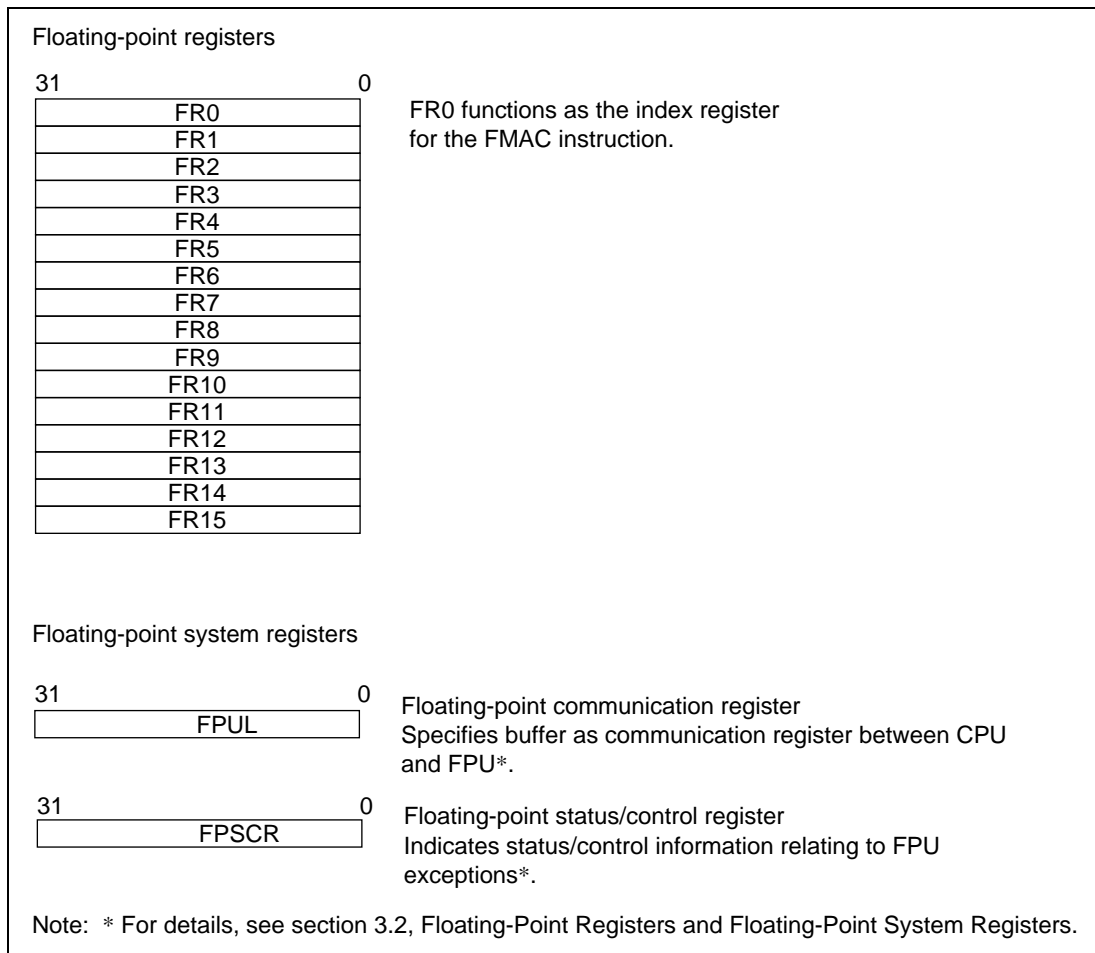 Floating-point registers
31 0
FR0
FR0 functions as the index register
for the FMAC instruction.
FR1
FR2
FR3
FR4
FR5
FR6
FR7
FR8
FR9
FR10
FR11
FR12
FR13
FR14
FR15
Floating-point system registers
31 0
FPUL
Floating-point communication register
Specifies buffer as communication register between CPU
and FPU*.
31 0
FPSCR
Floating-point status/control register
Indicates status/control information relating to FPU
exceptions*.
Note: * For details, see section 3.2, Floating-Point Registers and Floating-Point System Registers.